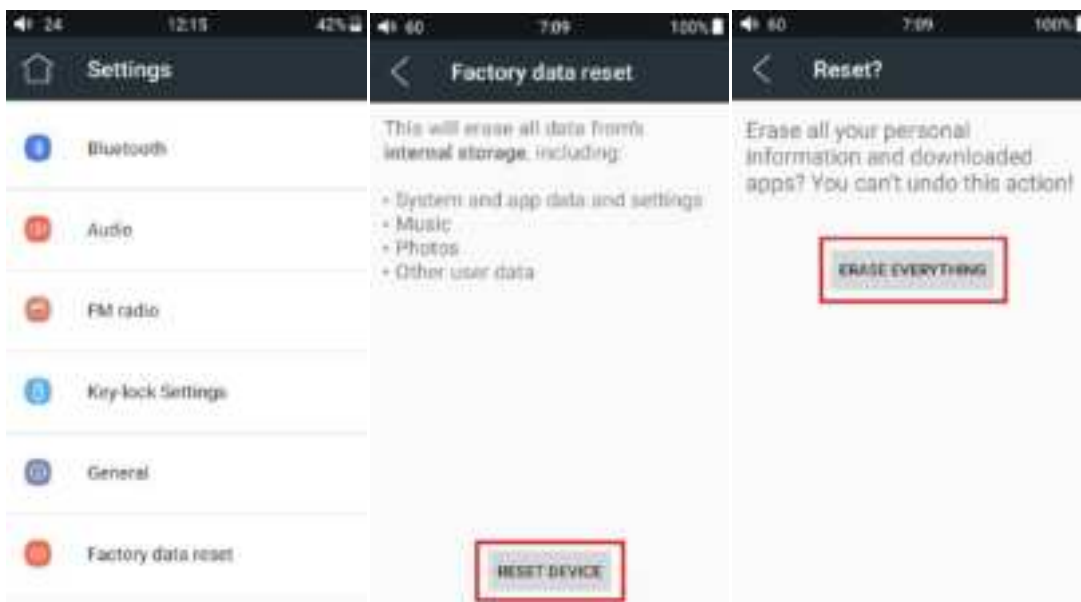 24 12:15 42%
Settings
Bluetooth
Audio
FM radio
Key-lock Settings
General
Factory data reset
60 7:09 100%
Factory data reset
This will erase all data from's
internal storage, including:
• System and app data and settings
• Music
• Photos
• Other user data
RESET DEVICE
60 7:09 100%
Reset?
Erase all your personal
information and downloaded
apps? You can't undo this action!
ERASE EVERYTHING